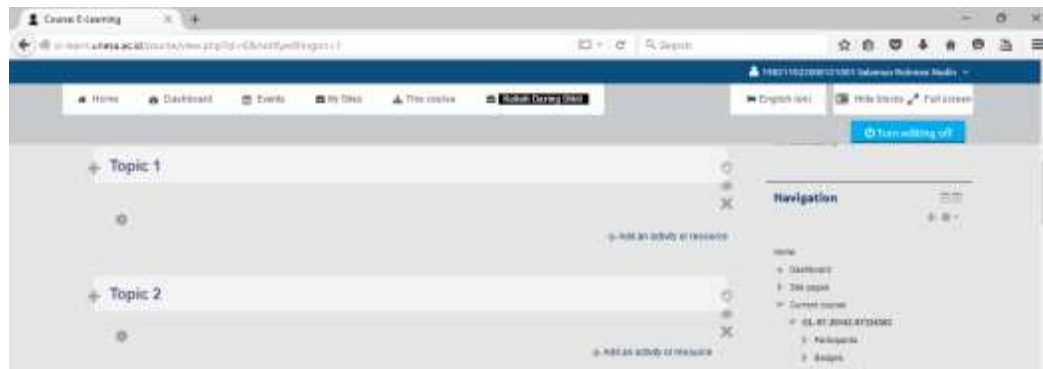 Course E-Learning
Search
Home
Dashboard
Events
My Sites
This course
English (en)
Hide blocks
Full screen
Turn editing off
Topic 1
Add an activity or resource
Topic 2
Add an activity or resource
Navigation
Home
Dashboard
Site pages
Current course
Participants
Badges